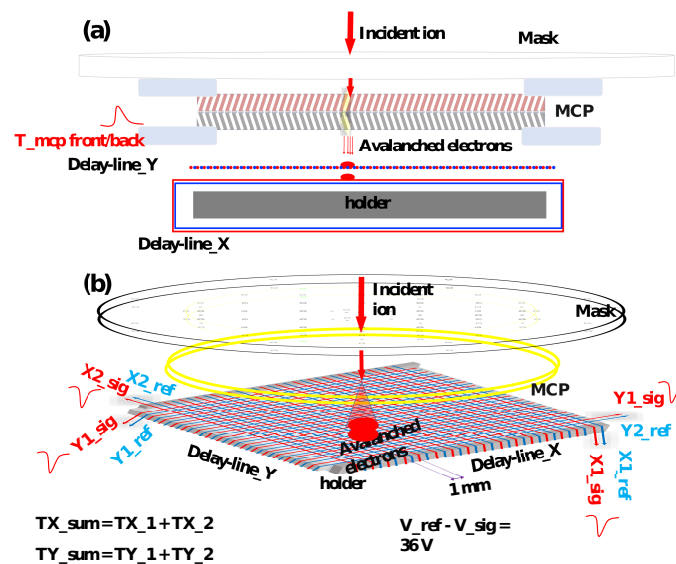 (a)
Incident ion
Mask
MCP
T_mcp front/back
Avalanched electrons
Delay-line_Y
holder
Delay-line_X
(b)
Incident
ion
Mask
X2_sig
X2_ref
MCP
Y1_sig
Y1_sig
Y1_ref
Y2_ref
Avalanched
electrons
Delay-line_Y
Delay-line_X
holder
1 mm
X1_sig
X1_ref
TX_sum=TX_1+TX_2
V_ref - V_sig =
36 V
TY_sum=TY_1+TY_2